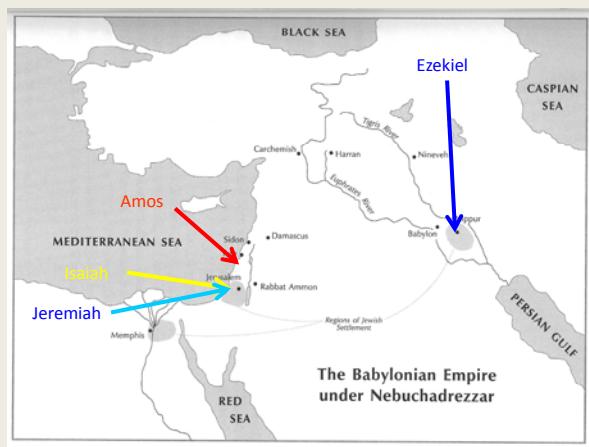 BLACK SEA
Ezekiel
CASPIAN
SEA
Tigris River
Carchemish
Harran
Nineveh
Euphrates River
Amos
MEDITERRANEAN SEA
Sidon
Damascus
Babylon
ippur
Isaiah
Jerusalem
Rabbat Ammon
Jeremiah
Memphis
Regions of Jewish
Settlement
PERSIAN GULF
The Babylonian Empire
under Nebuchadrezzar
RED
SEA